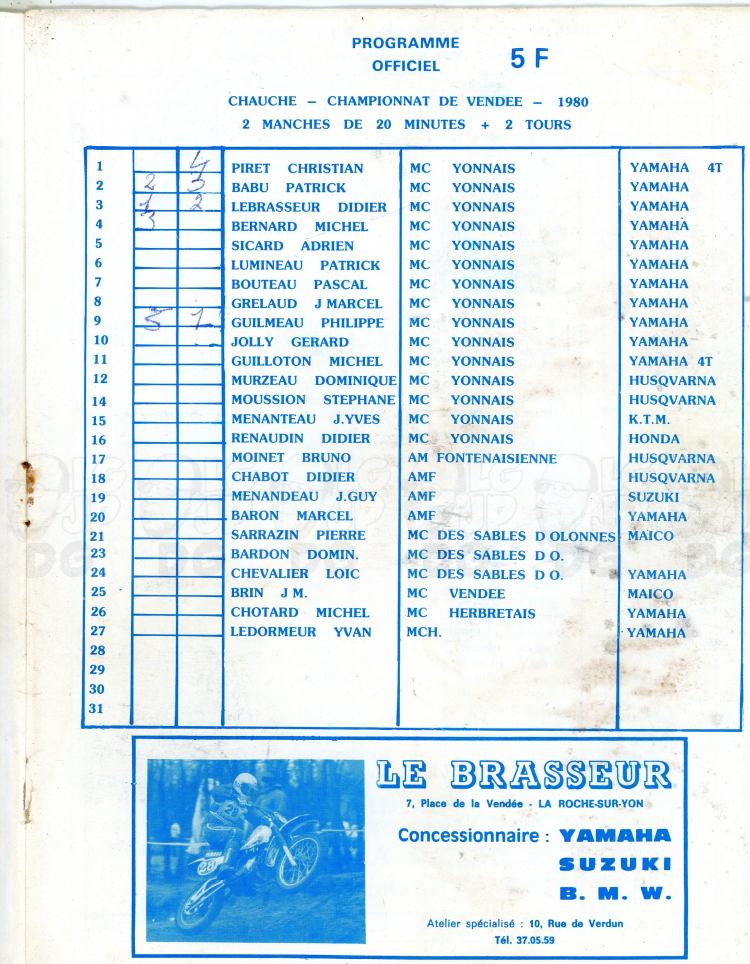 PROGRAMME
OFFICIEL 5 F
CHAUCHE – CHAMPIONNAT DE VENDEE – 1980
2 MANCHES DE 20 MINUTES + 2 TOURS
1 4 PIRET CHRISTIAN MC YONNAIS YAMAHA 4T
2 2 3 BABU PATRICK MC YONNAIS YAMAHA
3 1 2 LEBRASSEUR DIDIER MC YONNAIS YAMAHA
4 3 BERNARD MICHEL MC YONNAIS YAMAHA
5 SICARD ADRIEN MC YONNAIS YAMAHA
6 LUMINEAU PATRICK MC YONNAIS YAMAHA
7 BOUTEAU PASCAL MC YONNAIS YAMAHA
8 GRELAUD J MARCEL MC YONNAIS YAMAHA
9 5 1 GUILMEAU PHILIPPE MC YONNAIS YAMAHA
10 JOLLY GERARD MC YONNAIS YAMAHA
11 GUILLOTON MICHEL MC YONNAIS YAMAHA 4T
12 MURZEAU DOMINIQUE MC YONNAIS HUSQVARNA
14 MOUSSION STEPHANE MC YONNAIS HUSQVARNA
15 MENANTEAU J.YVES MC YONNAIS K.T.M.
16 RENAUDIN DIDIER MC YONNAIS HONDA
17 MOINET BRUNO AM FONTENAISIENNE HUSQVARNA
18 CHABOT DIDIER AMF HUSQVARNA
19 MENANDEAU J.GUY AMF SUZUKI
20 BARON MARCEL AMF YAMAHA
21 SARRAZIN PIERRE MC DES SABLES D OLONNES MAICO
23 BARDON DOMIN. MC DES SABLES D O.
24 CHEVALIER LOIC MC DES SABLES D O. YAMAHA
25 BRIN J M. MC VENDEE MAICO
26 CHOTARD MICHEL MC HERBRETAIS YAMAHA
27 LEDORMEUR YVAN MCH. YAMAHA
28
29
30
31
LE BRASSEUR
7, Place de la Vendée - LA ROCHE-SUR-YON
Concessionnaire : YAMAHA
SUZUKI
B. M. W.
Atelier spécialisé : 10, Rue de Verdun
Tél. 37.05.59
28
28